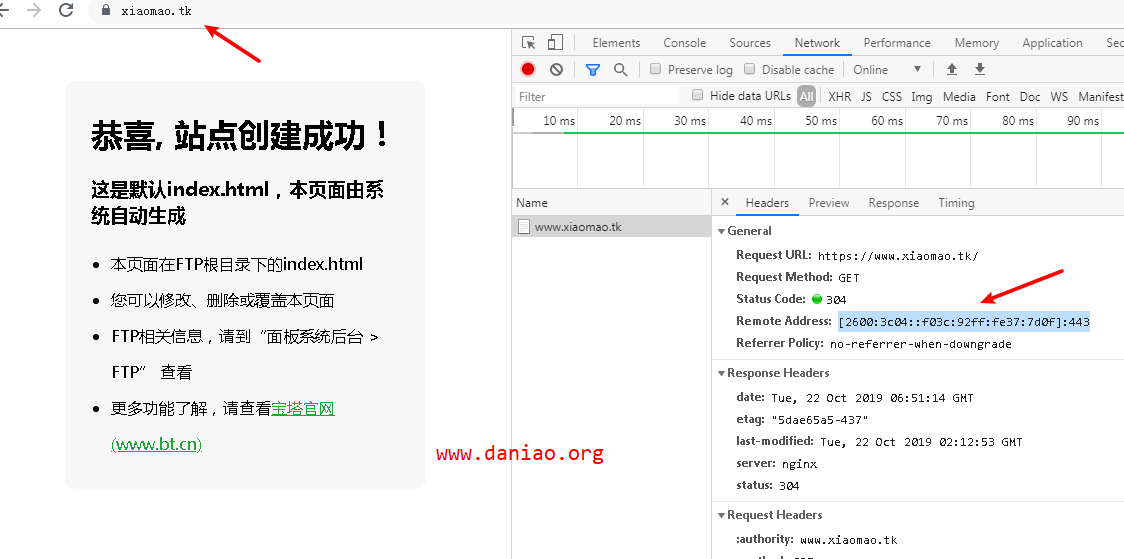 xiaomao.tk
恭喜, 站点创建成功！
这是默认index.html，本页面由系
统自动生成
本页面在FTP根目录下的index.html
您可以修改、删除或覆盖本页面
FTP相关信息，请到“面板系统后台 >
FTP” 查看
更多功能了解，请查看宝塔官网
(www.bt.cn)
www.daniao.org
Elements Console Sources Network Performance Memory Application Sec
Preserve log Disable cache Online
Filter Hide data URLs All XHR JS CSS Img Media Font Doc WS Manifest
10 ms 20 ms 30 ms 40 ms 50 ms 60 ms 70 ms 80 ms 90 ms
Name
www.xiaomao.tk
× Headers Preview Response Timing
General
Request URL: https://www.xiaomao.tk/
Request Method: GET
Status Code: 304
Remote Address: [2600:3c04::f03c:92ff:fe37:7d0f]:443
Referrer Policy: no-referrer-when-downgrade
Response Headers
date: Tue, 22 Oct 2019 06:51:14 GMT
etag: "5dae65a5-437"
last-modified: Tue, 22 Oct 2019 02:12:53 GMT
server: nginx
status: 304
Request Headers
:authority: www.xiaomao.tk